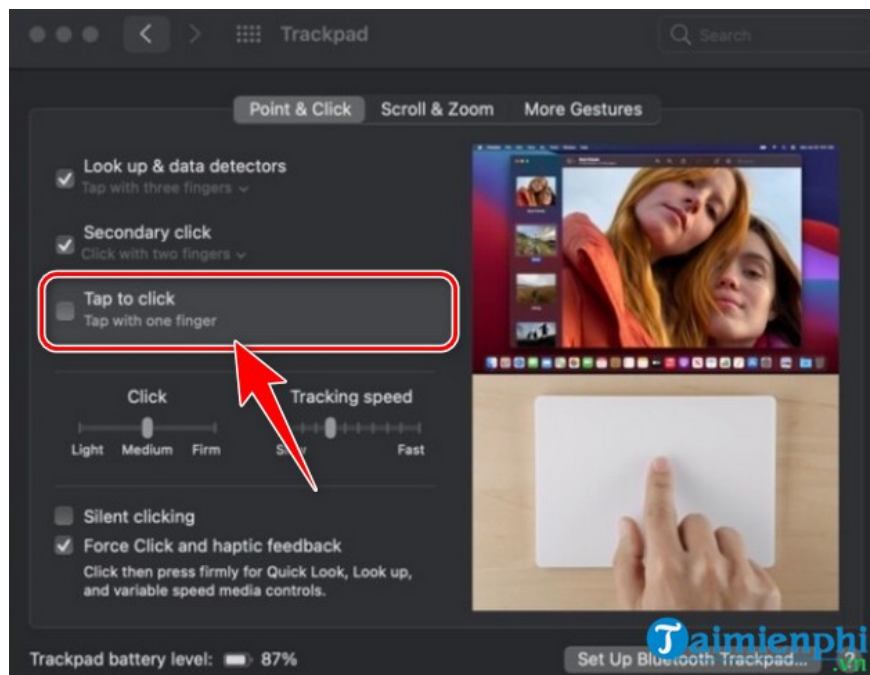 Trackpad
Search
Point & Click
Scroll & Zoom
More Gestures
Look up & data detectors
Tap with three fingers
Secondary click
Click with two fingers
Tap to click
Tap with one finger
Click
Tracking speed
Light
Medium
Firm
Fast
Silent clicking
Force Click and haptic feedback
Click then press firmly for Quick Look, Look up,
and variable speed media controls.
Trackpad battery level:
87%
Set Up Bluetooth Trackpad...
?
Taimienphi
.vn